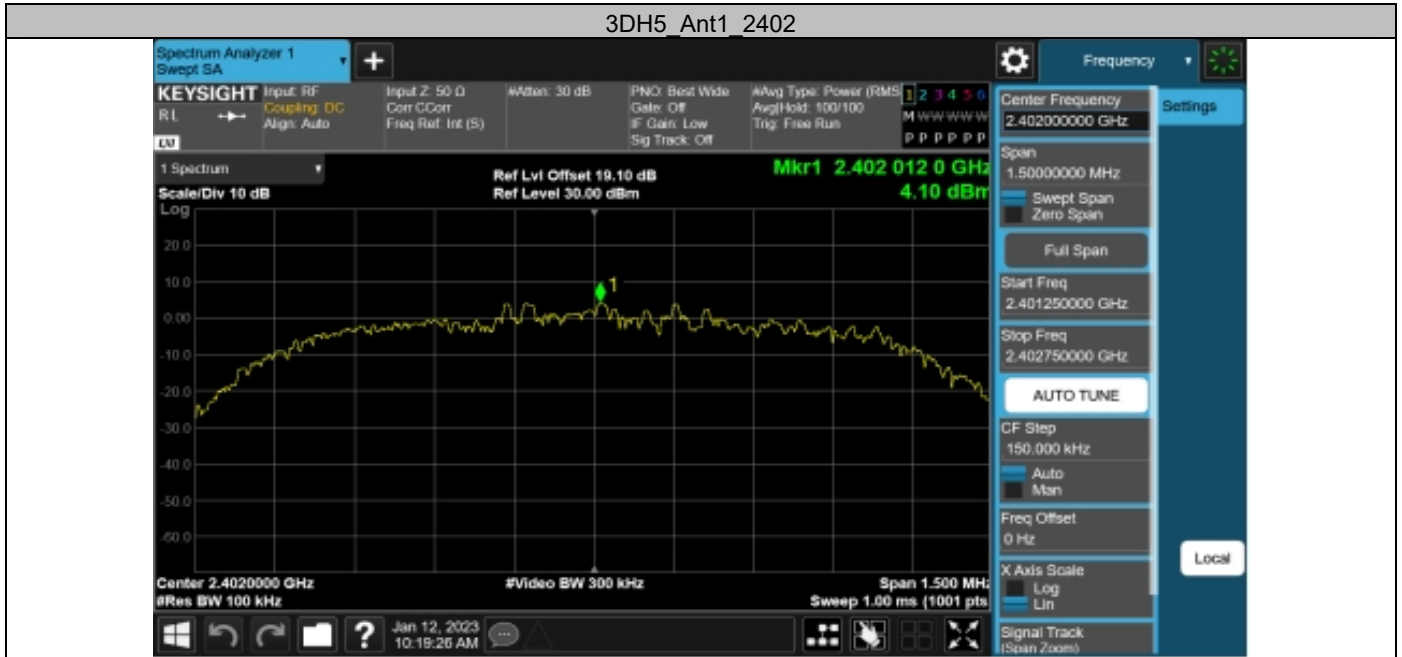 3DH5_Ant1_2402
Spectrum Analyzer 1
Swept SA
Frequency
KEYSIGHT
Input: RF
Coupling: DC
Align: Auto
RL
LXI
Input Z: 50 Ω
Corr CCorr
Freq Ref: Int (S)
#Atten: 30 dB
PNO: Best Wide
Gate: Off
IF Gain: Low
Sig Track: Off
#Avg Type: Power (RMS
Avg|Hold: 100/100
Trig: Free Run
1 2 3 4 5 6
M W W W W W
P P P P P P
Center Frequency
2.402000000 GHz
Settings
1 Spectrum
Scale/Div 10 dB
Ref Lvl Offset 19.10 dB
Ref Level 30.00 dBm
Mkr1 2.402 012 0 GHz
4.10 dBm
Span
1.50000000 MHz
Swept Span
Zero Span
Full Span
Start Freq
2.401250000 GHz
Stop Freq
2.402750000 GHz
AUTO TUNE
CF Step
150.000 kHz
Auto
Man
Freq Offset
0 Hz
X Axis Scale
Log
Lin
Signal Track
(Span Zoom)
Local
Log
20.0
10.0
0.00
-10.0
-20.0
-30.0
-40.0
-50.0
-60.0
1
Center 2.4020000 GHz
#Res BW 100 kHz
#Video BW 300 kHz
Span 1.500 MHz
Sweep 1.00 ms (1001 pts
Jan 12, 2023
10:19:26 AM